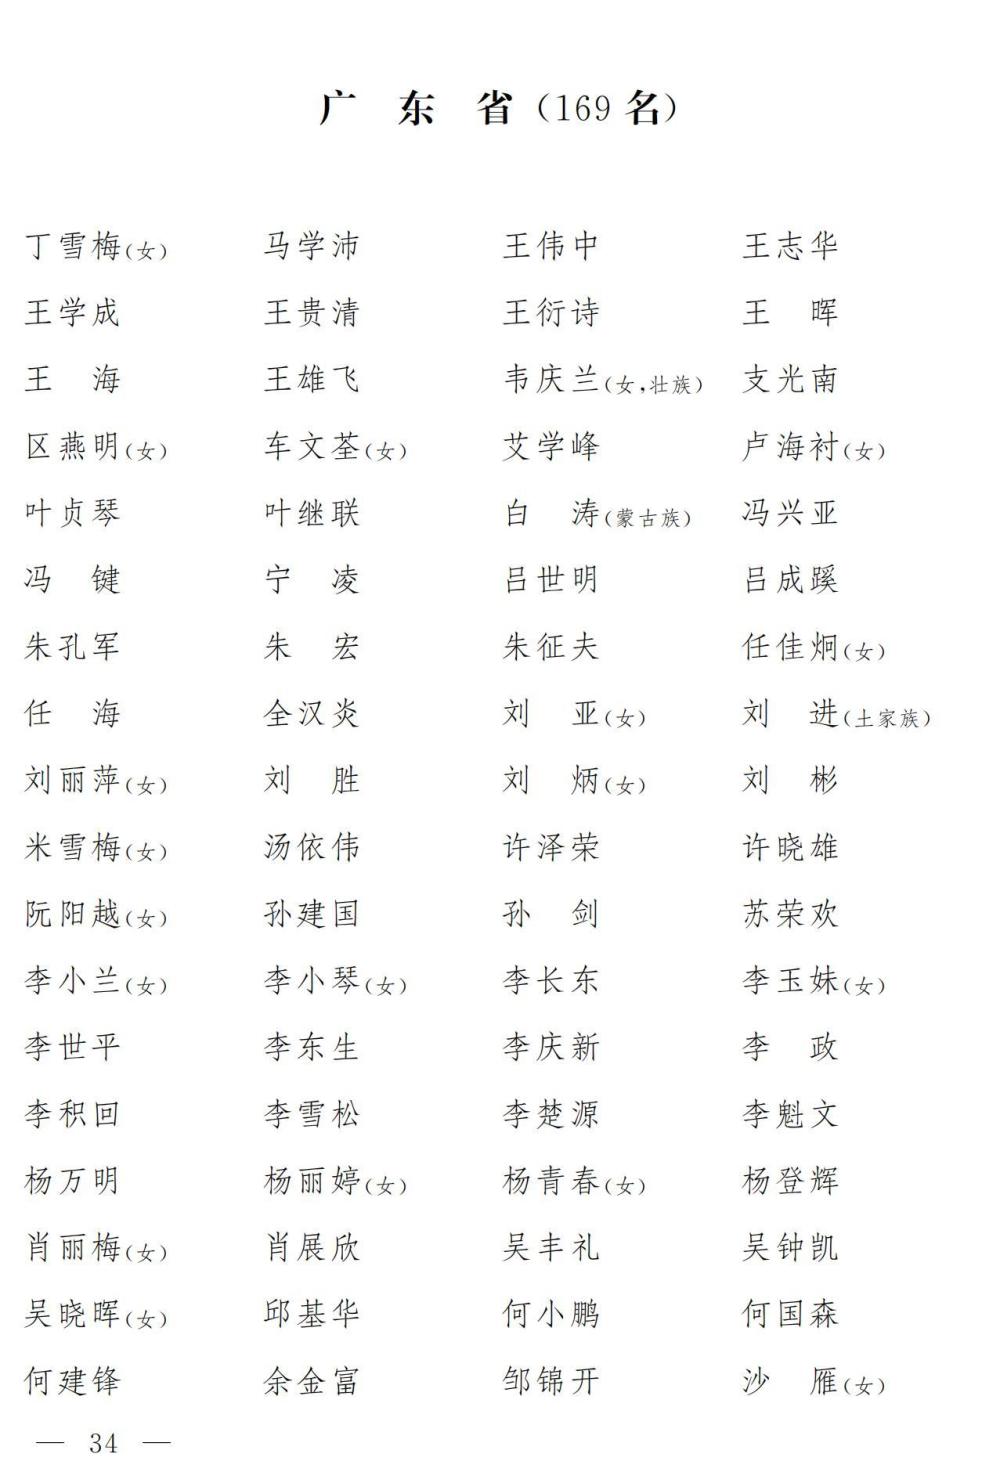 广　东　省（169名）
丁雪梅（女）　马学沛　王伟中　王志华
王学成　王贵清　王衍诗　王　晖
王　海　王雄飞　韦庆兰（女，壮族）　支光南
区燕明（女）　车文荃（女）　艾学峰　卢海衬（女）
叶贞琴　叶继联　白　涛（蒙古族）　冯兴亚
冯　键　宁　凌　吕世明　吕成蹊
朱孔军　朱　宏　朱征夫　任佳炯（女）
任　海　全汉炎　刘　亚（女）　刘　进（土家族）
刘丽萍（女）　刘　胜　刘　炳（女）　刘　彬
米雪梅（女）　汤依伟　许泽荣　许晓雄
阮阳越（女）　孙建国　孙　剑　苏荣欢
李小兰（女）　李小琴（女）　李长东　李玉妹（女）
李世平　李东生　李庆新　李　政
李积回　李雪松　李楚源　李魁文
杨万明　杨丽婷（女）　杨青春（女）　杨登辉
肖丽梅（女）　肖展欣　吴丰礼　吴钟凯
吴晓晖（女）　邱基华　何小鹏　何国森
何建锋　余金富　邹锦开　沙　雁（女）
— 34 —